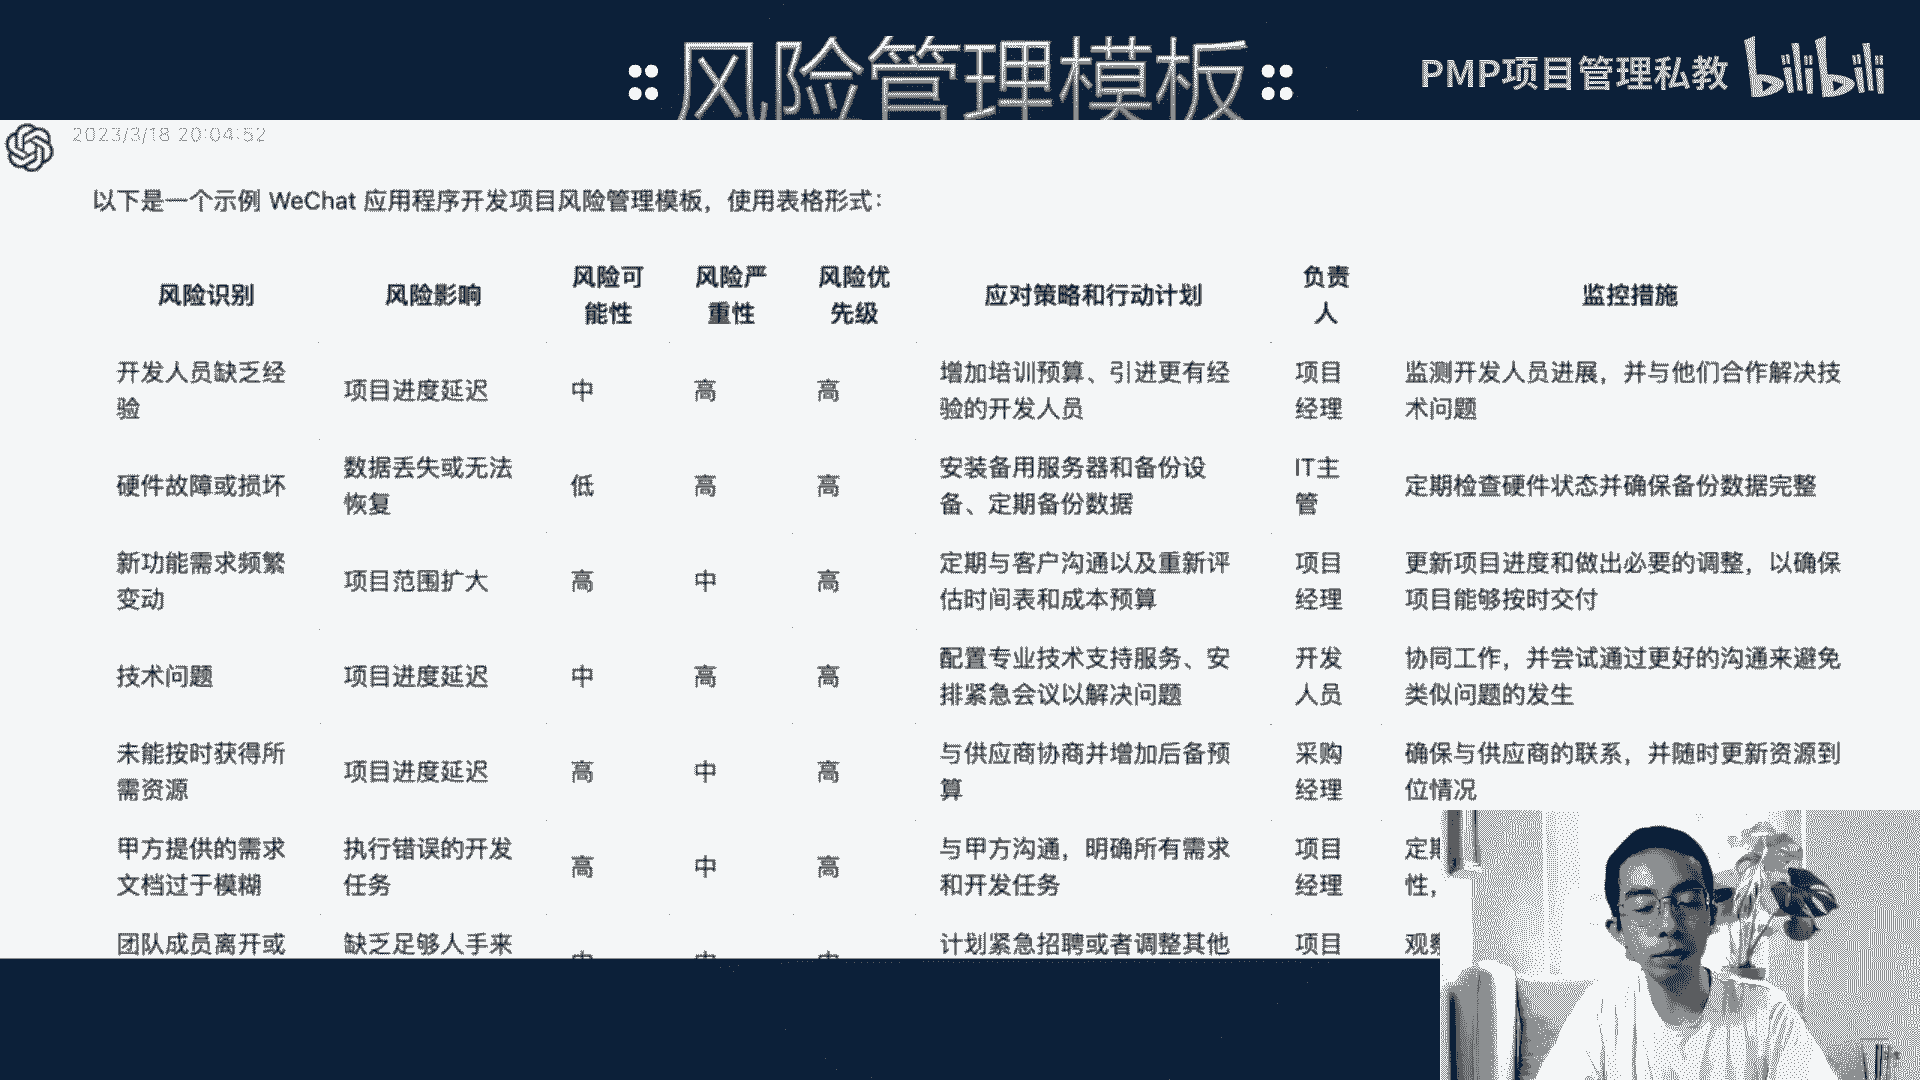 风险管理模板
PMP项目管理私教 bilibili
2023/3/18 20:04:52
以下是一个示例 WeChat 应用程序开发项目风险管理模板，使用表格形式：
风险识别 风险影响 风险可能性 风险严重性 风险优先级 应对策略和行动计划 负责人 监控措施
开发人员缺乏经验 项目进度延迟 中 高 高 增加培训预算、引进更有经验的开发人员 项目经理 监测开发人员进展，并与他们合作解决技术问题
硬件故障或损坏 数据丢失或无法恢复 低 高 高 安装备用服务器和备份设备、定期备份数据 IT主管 定期检查硬件状态并确保备份数据完整
新功能需求频繁变动 项目范围扩大 高 中 高 定期与客户沟通以及重新评估时间表和成本预算 项目经理 更新项目进度和做出必要的调整，以确保项目能够按时交付
技术问题 项目进度延迟 中 高 高 配置专业技术支持服务、安排紧急会议以解决问题 开发人员 协同工作，并尝试通过更好的沟通来避免类似问题的发生
未能按时获得所需资源 项目进度延迟 高 中 高 与供应商协商并增加后备预算 采购经理 确保与供应商的联系，并随时更新资源到位情况
甲方提供的需求文档过于模糊 执行错误的开发任务 高 中 高 与甲方沟通，明确所有需求和开发任务 项目经理 定期 性，
团队成员离开或 缺乏足够人手来 中 中 中 计划紧急招聘或者调整其他 项目 观察